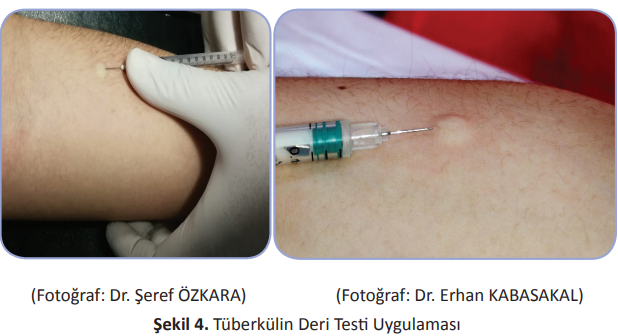 (Fotoğraf: Dr. Şeref ÖZKARA)
(Fotoğraf: Dr. Erhan KABASAKAL)
Şekil 4. Tüberkülin Deri Testi Uygulaması